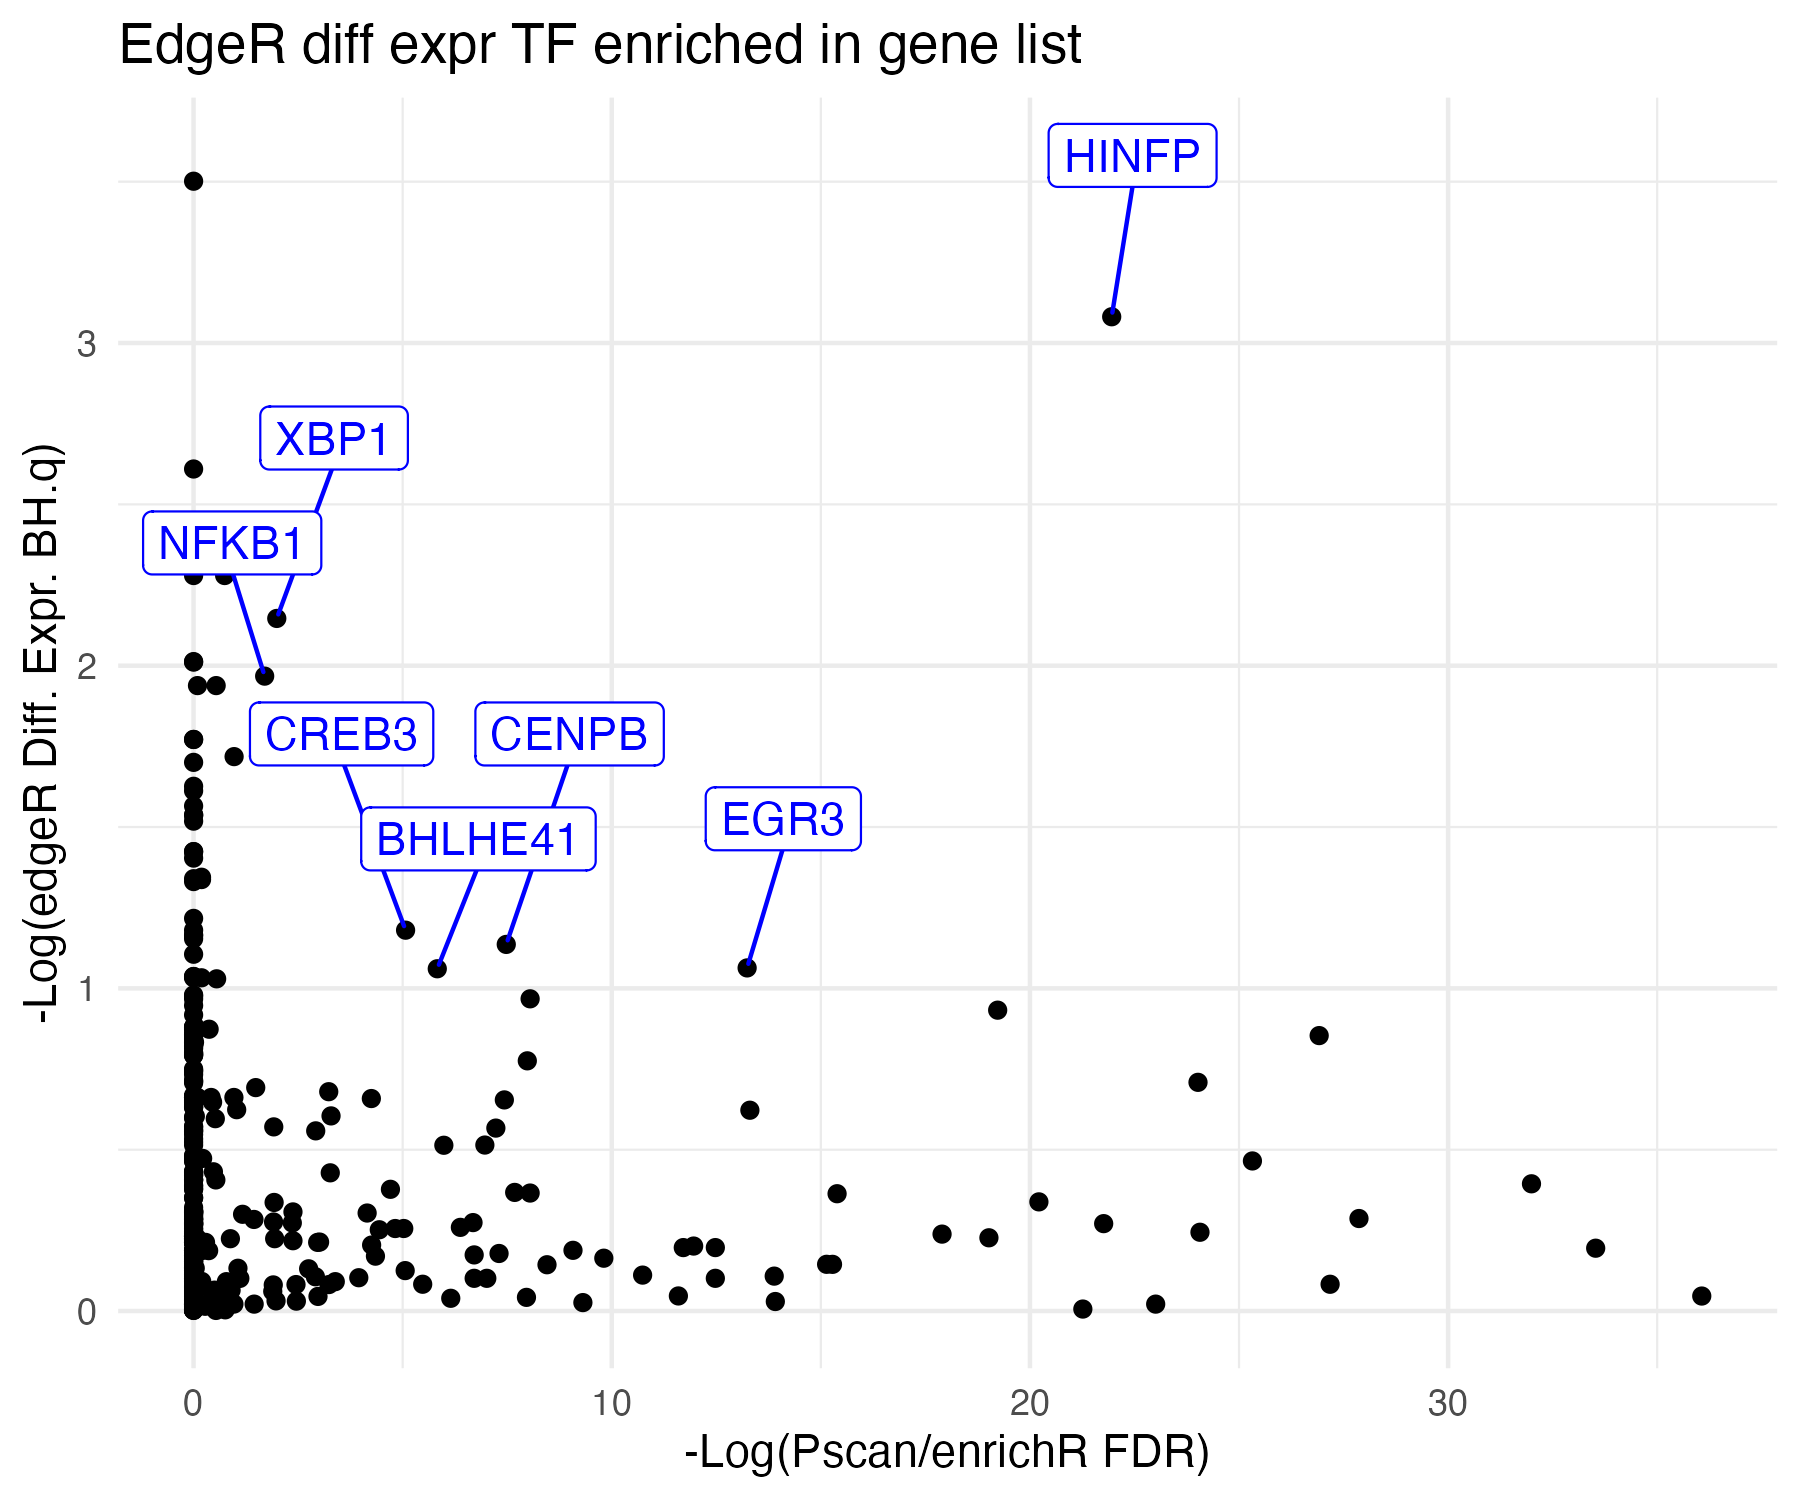 EdgeR diff expr TF enriched in gene list
HINFP
XBP1
NFKB1
CREB3
CENPB
BHLHE41
EGR3
-Log(edgeR Diff. Expr. BH.q)
3
2
1
0
0
10
20
30
-Log(Pscan/enrichR FDR)